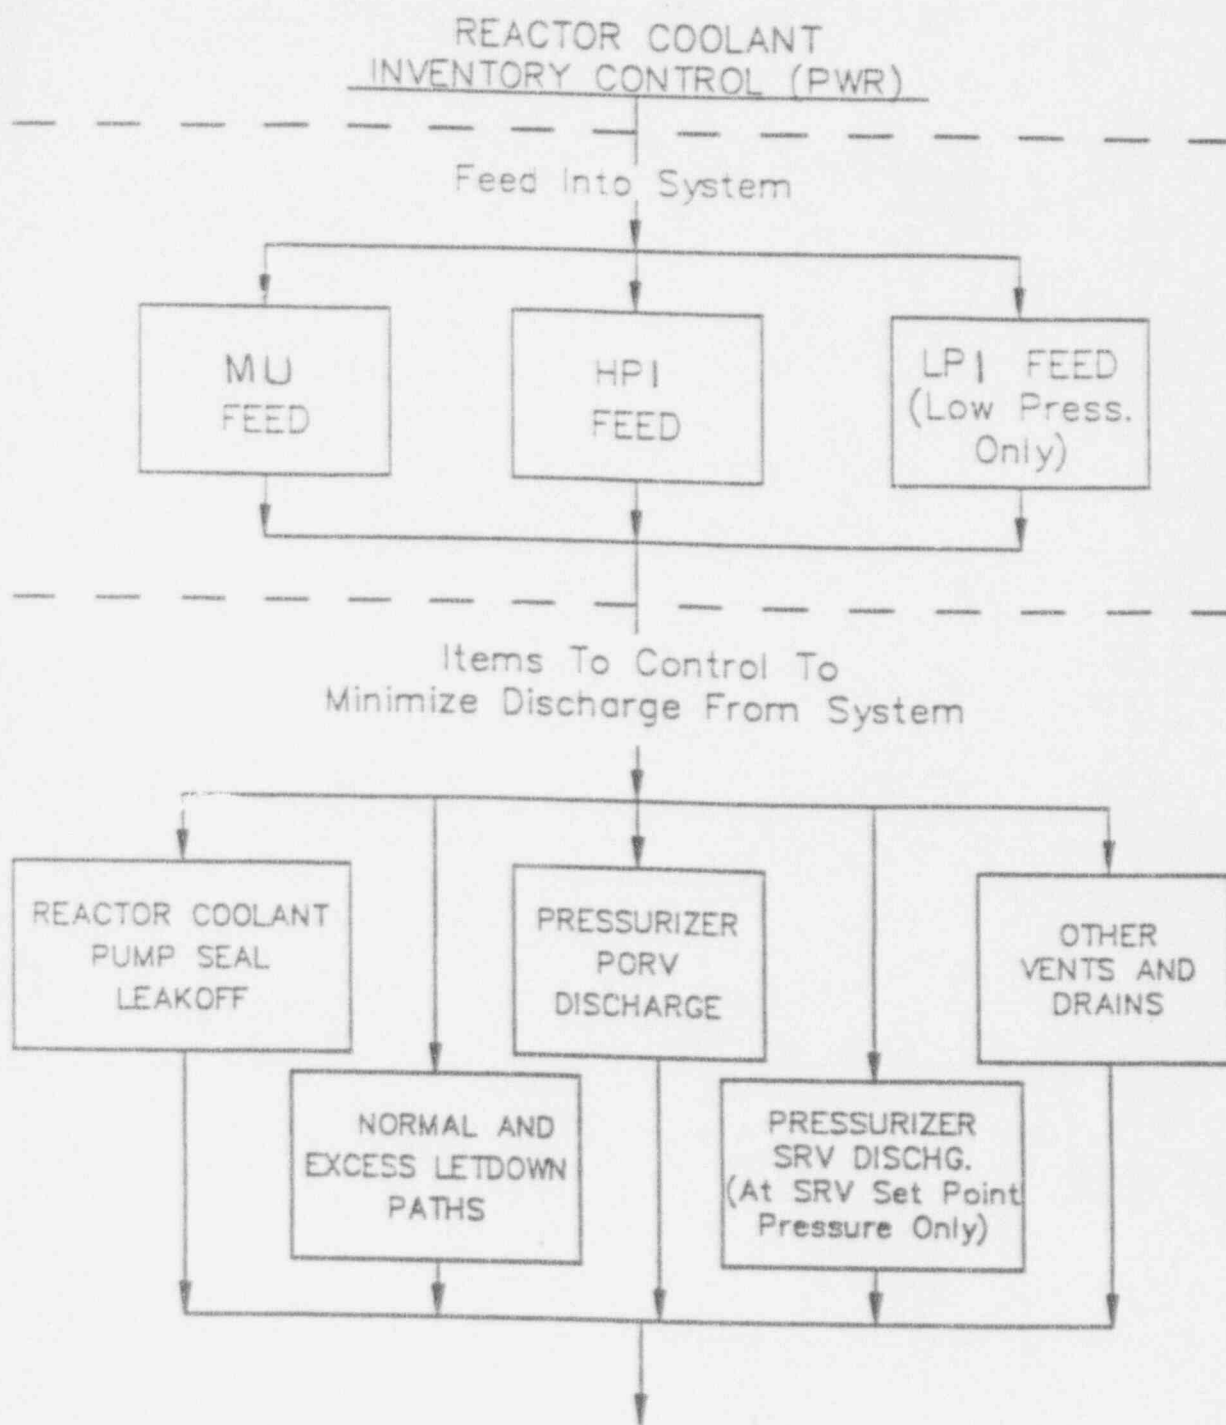 REACTOR COOLANT
INVENTORY CONTROL (PWR)
Feed Into System
MU
FEED
HPI
FEED
LPI FEED
(Low Press.
Only)
Items To Control To
Minimize Discharge From System
REACTOR COOLANT
PUMP SEAL
LEAKOFF
PRESSURIZER
PORV
DISCHARGE
OTHER
VENTS AND
DRAINS
NORMAL AND
EXCESS LETDOWN
PATHS
PRESSURIZER
SRV DISCHG.
(At SRV Set Point
Pressure Only)